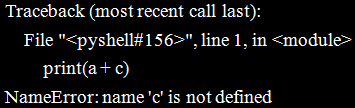 Traceback (most recent call last):
File "<pyshell#156>", line 1, in <module>
print(a + c)
NameError: name 'c' is not defined